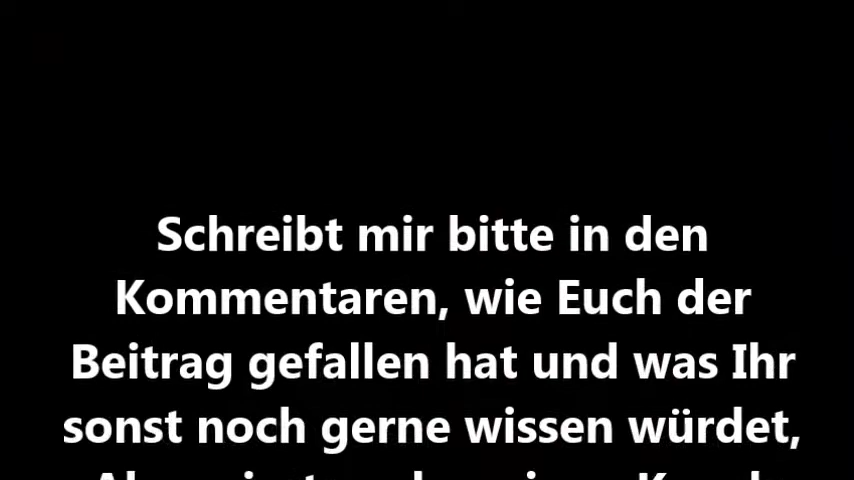 Schreibt mir bitte in den
Kommentaren, wie Euch der
Beitrag gefallen hat und was Ihr
sonst noch gerne wissen würdet,